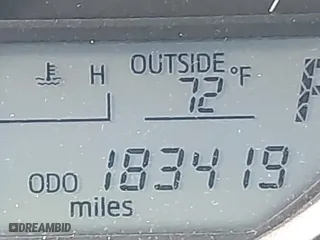 H OUTSIDE
72 °F
ODO 183419
miles
DREAMBID